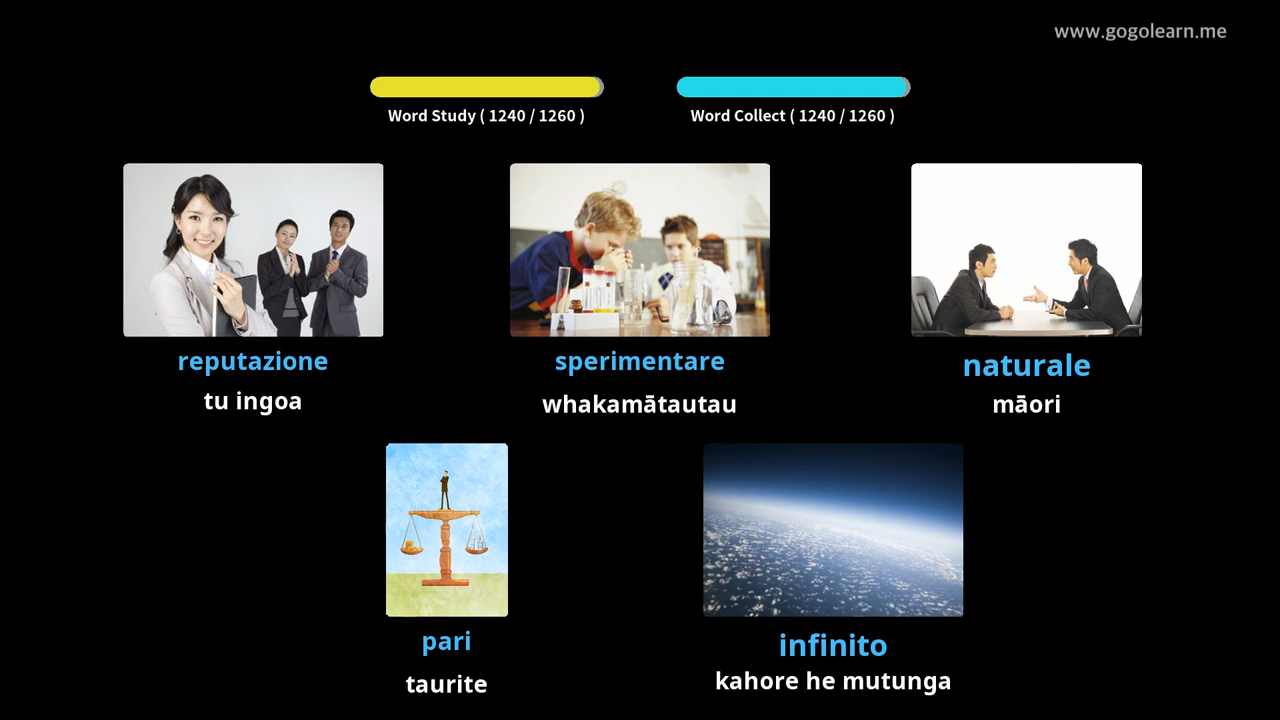 www.gogolearn.me
Word Study ( 1240 / 1260 )
Word Collect ( 1240 / 1260 )
reputazione
tu ingoa
sperimentare
whakamātautau
naturale
māori
pari
taurite
infinito
kahore he mutunga